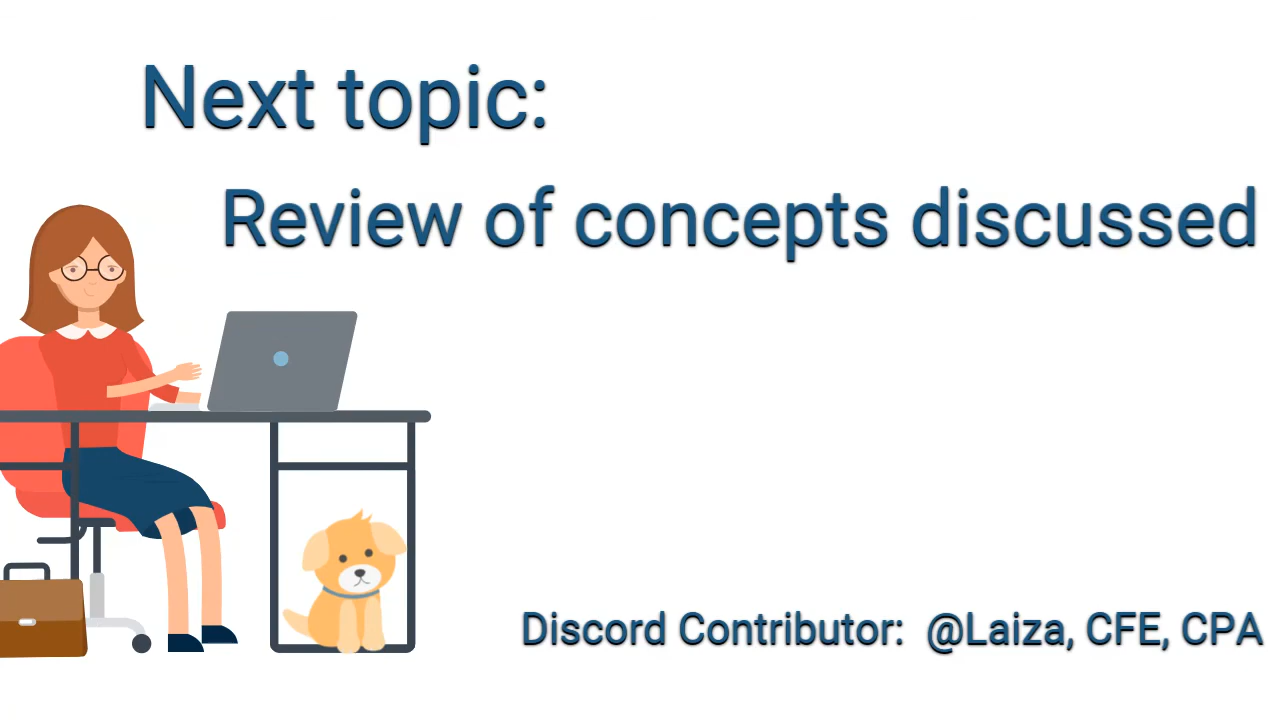 Next topic:
Review of concepts discussed
Discord Contributor: @Laiza, CFE, CPA